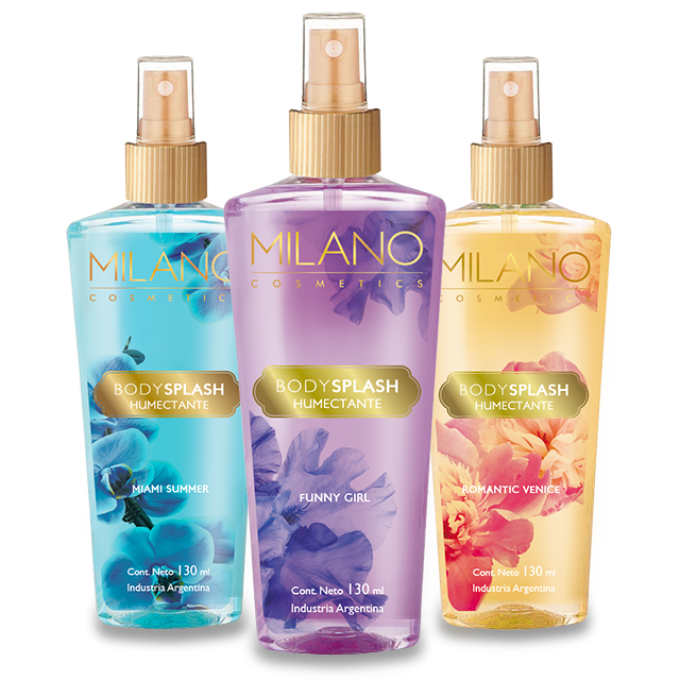 MILANO
COSMETICS
BODYSPLASH
HUMECTANTE
MIAMI SUMMER
Cont. Neto 130 ml
Industria Argentina
MILANO
COSMETICS
BODYSPLASH
HUMECTANTE
FUNNY GIRL
Cont. Neto 130 ml
Industria Argentina
MILANO
COSMETICS
BODYSPLASH
HUMECTANTE
ROMANTIC VENICE
Cont. Neto 130 ml
Industria Argentina